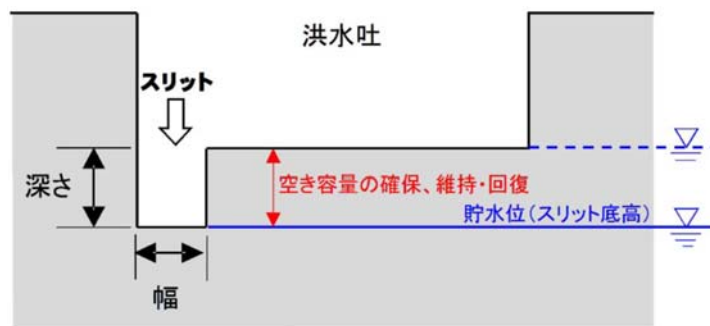 洪水吐
スリット
深さ
空き容量の確保、維持・回復
貯水位(スリット底高)
幅